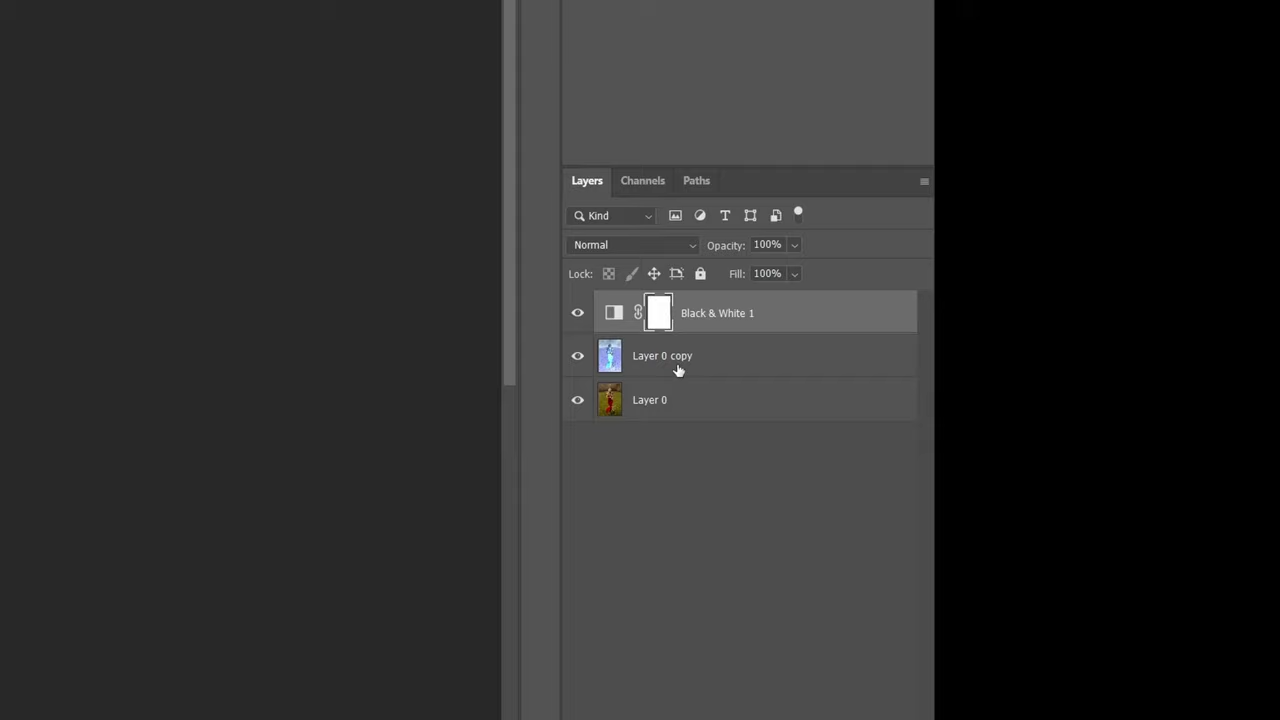 Layers Channels Paths
Kind
Normal Opacity: 100%
Lock: Fill: 100%
Black & White 1
Layer 0 copy
Layer 0